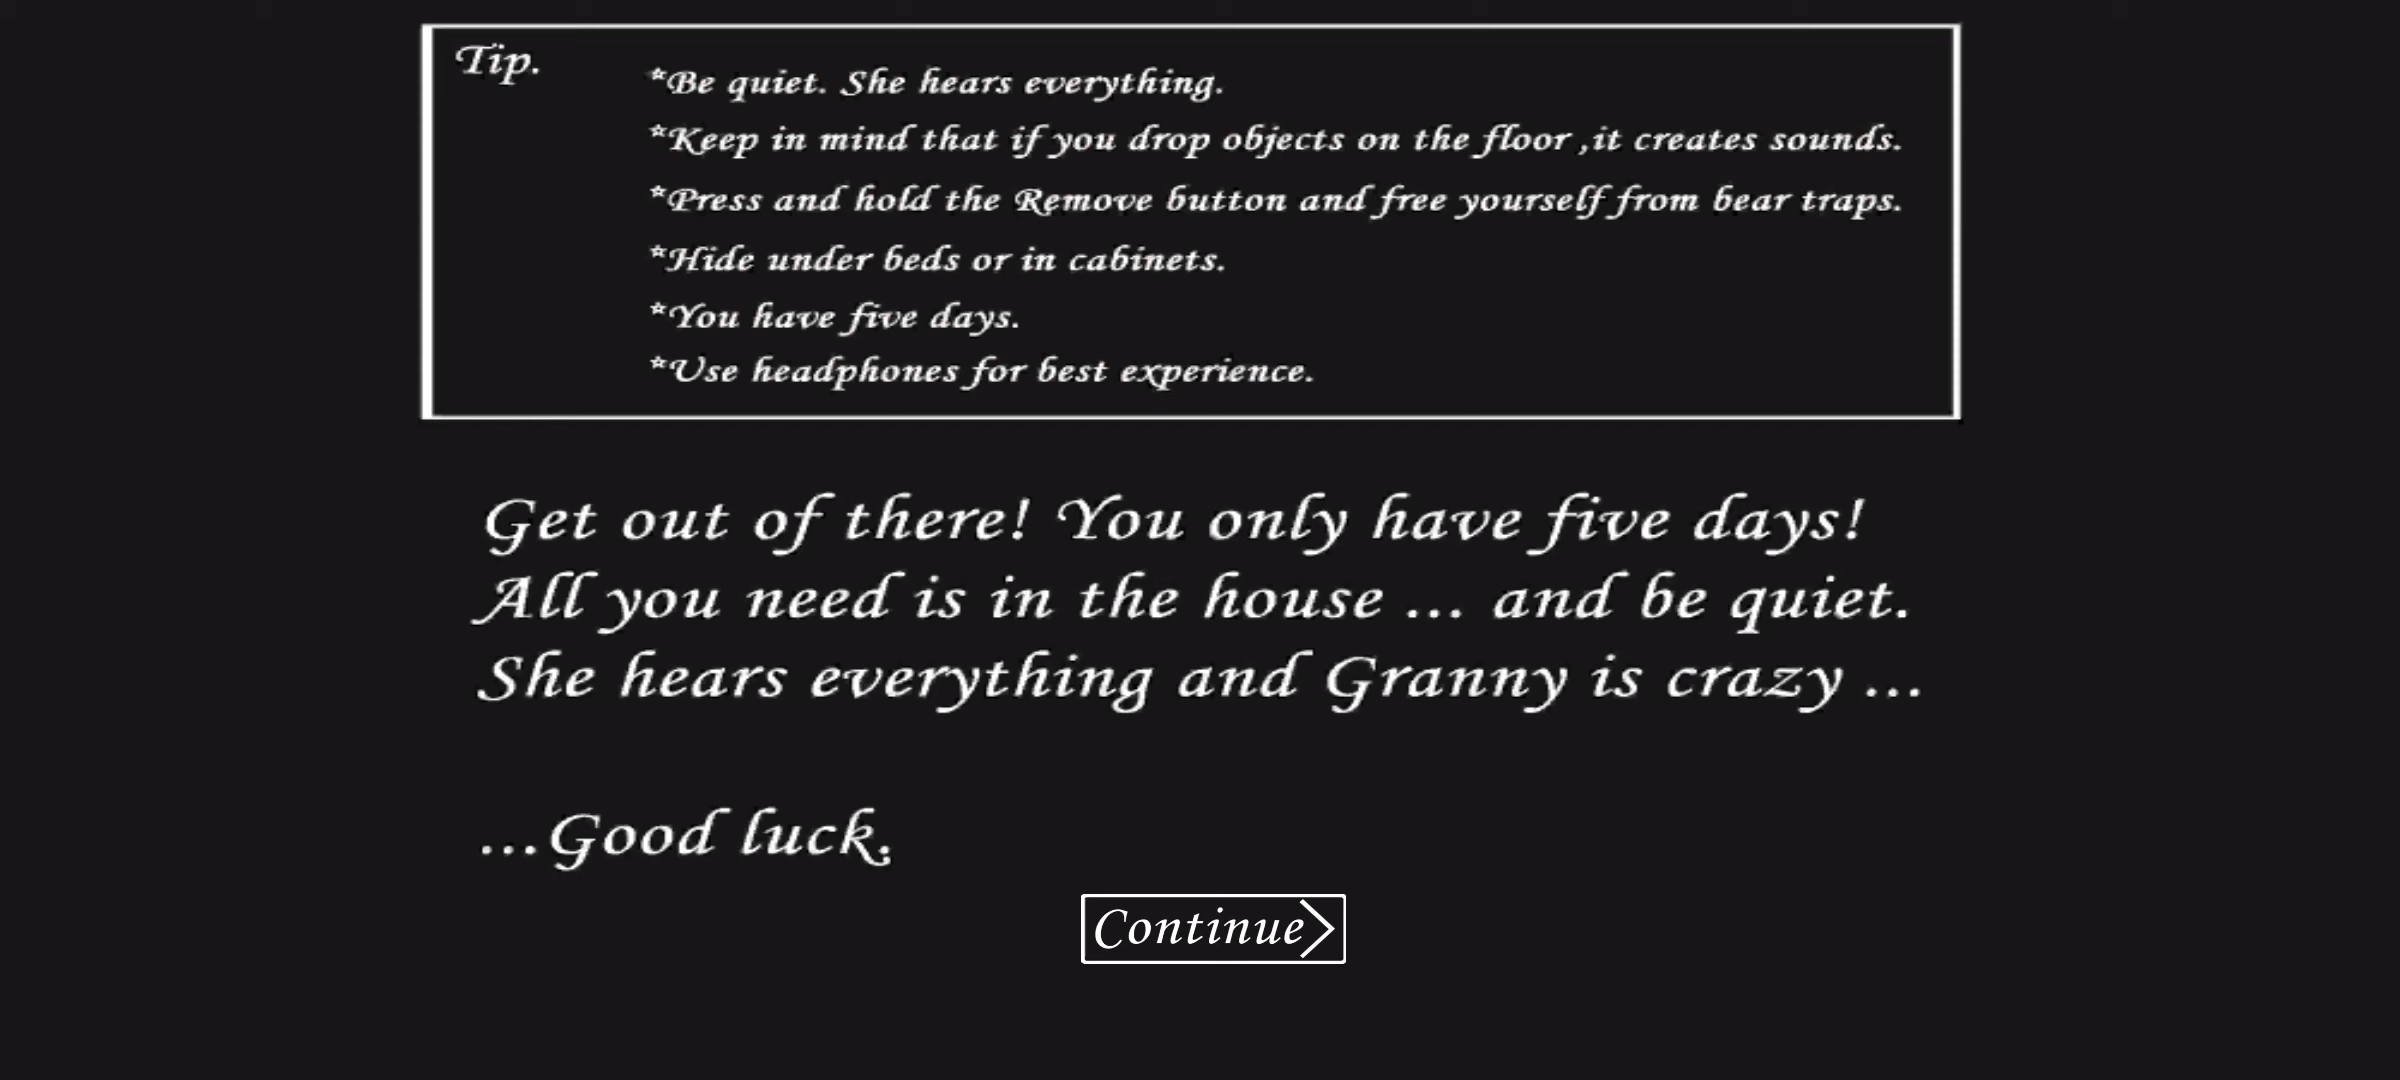 Tip.
*Be quiet. She hears everything.
*Keep in mind that if you drop objects on the floor ,it creates sounds.
*Press and hold the Remove button and free yourself from bear traps.
*Hide under beds or in cabinets.
*You have five days.
*Use headphones for best experience.
Get out of there! You only have five days!
All you need is in the house ... and be quiet.
She hears everything and Granny is crazy ...
...Good luck.
Continue>